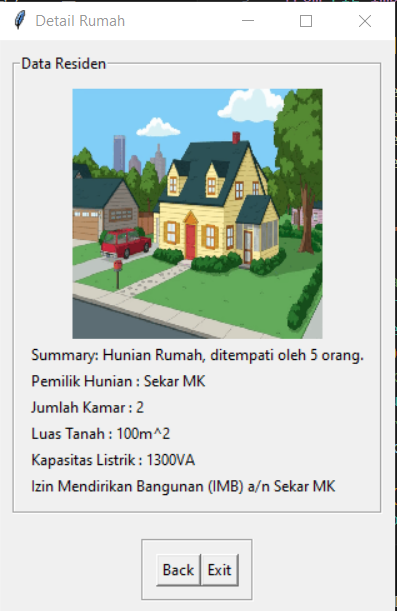 Detail Rumah
Data Residen
Summary: Hunian Rumah, ditempati oleh 5 orang.
Pemilik Hunian : Sekar MK
Jumlah Kamar : 2
Luas Tanah : 100m^2
Kapasitas Listrik : 1300VA
Izin Mendirikan Bangunan (IMB) a/n Sekar MK
Back Exit